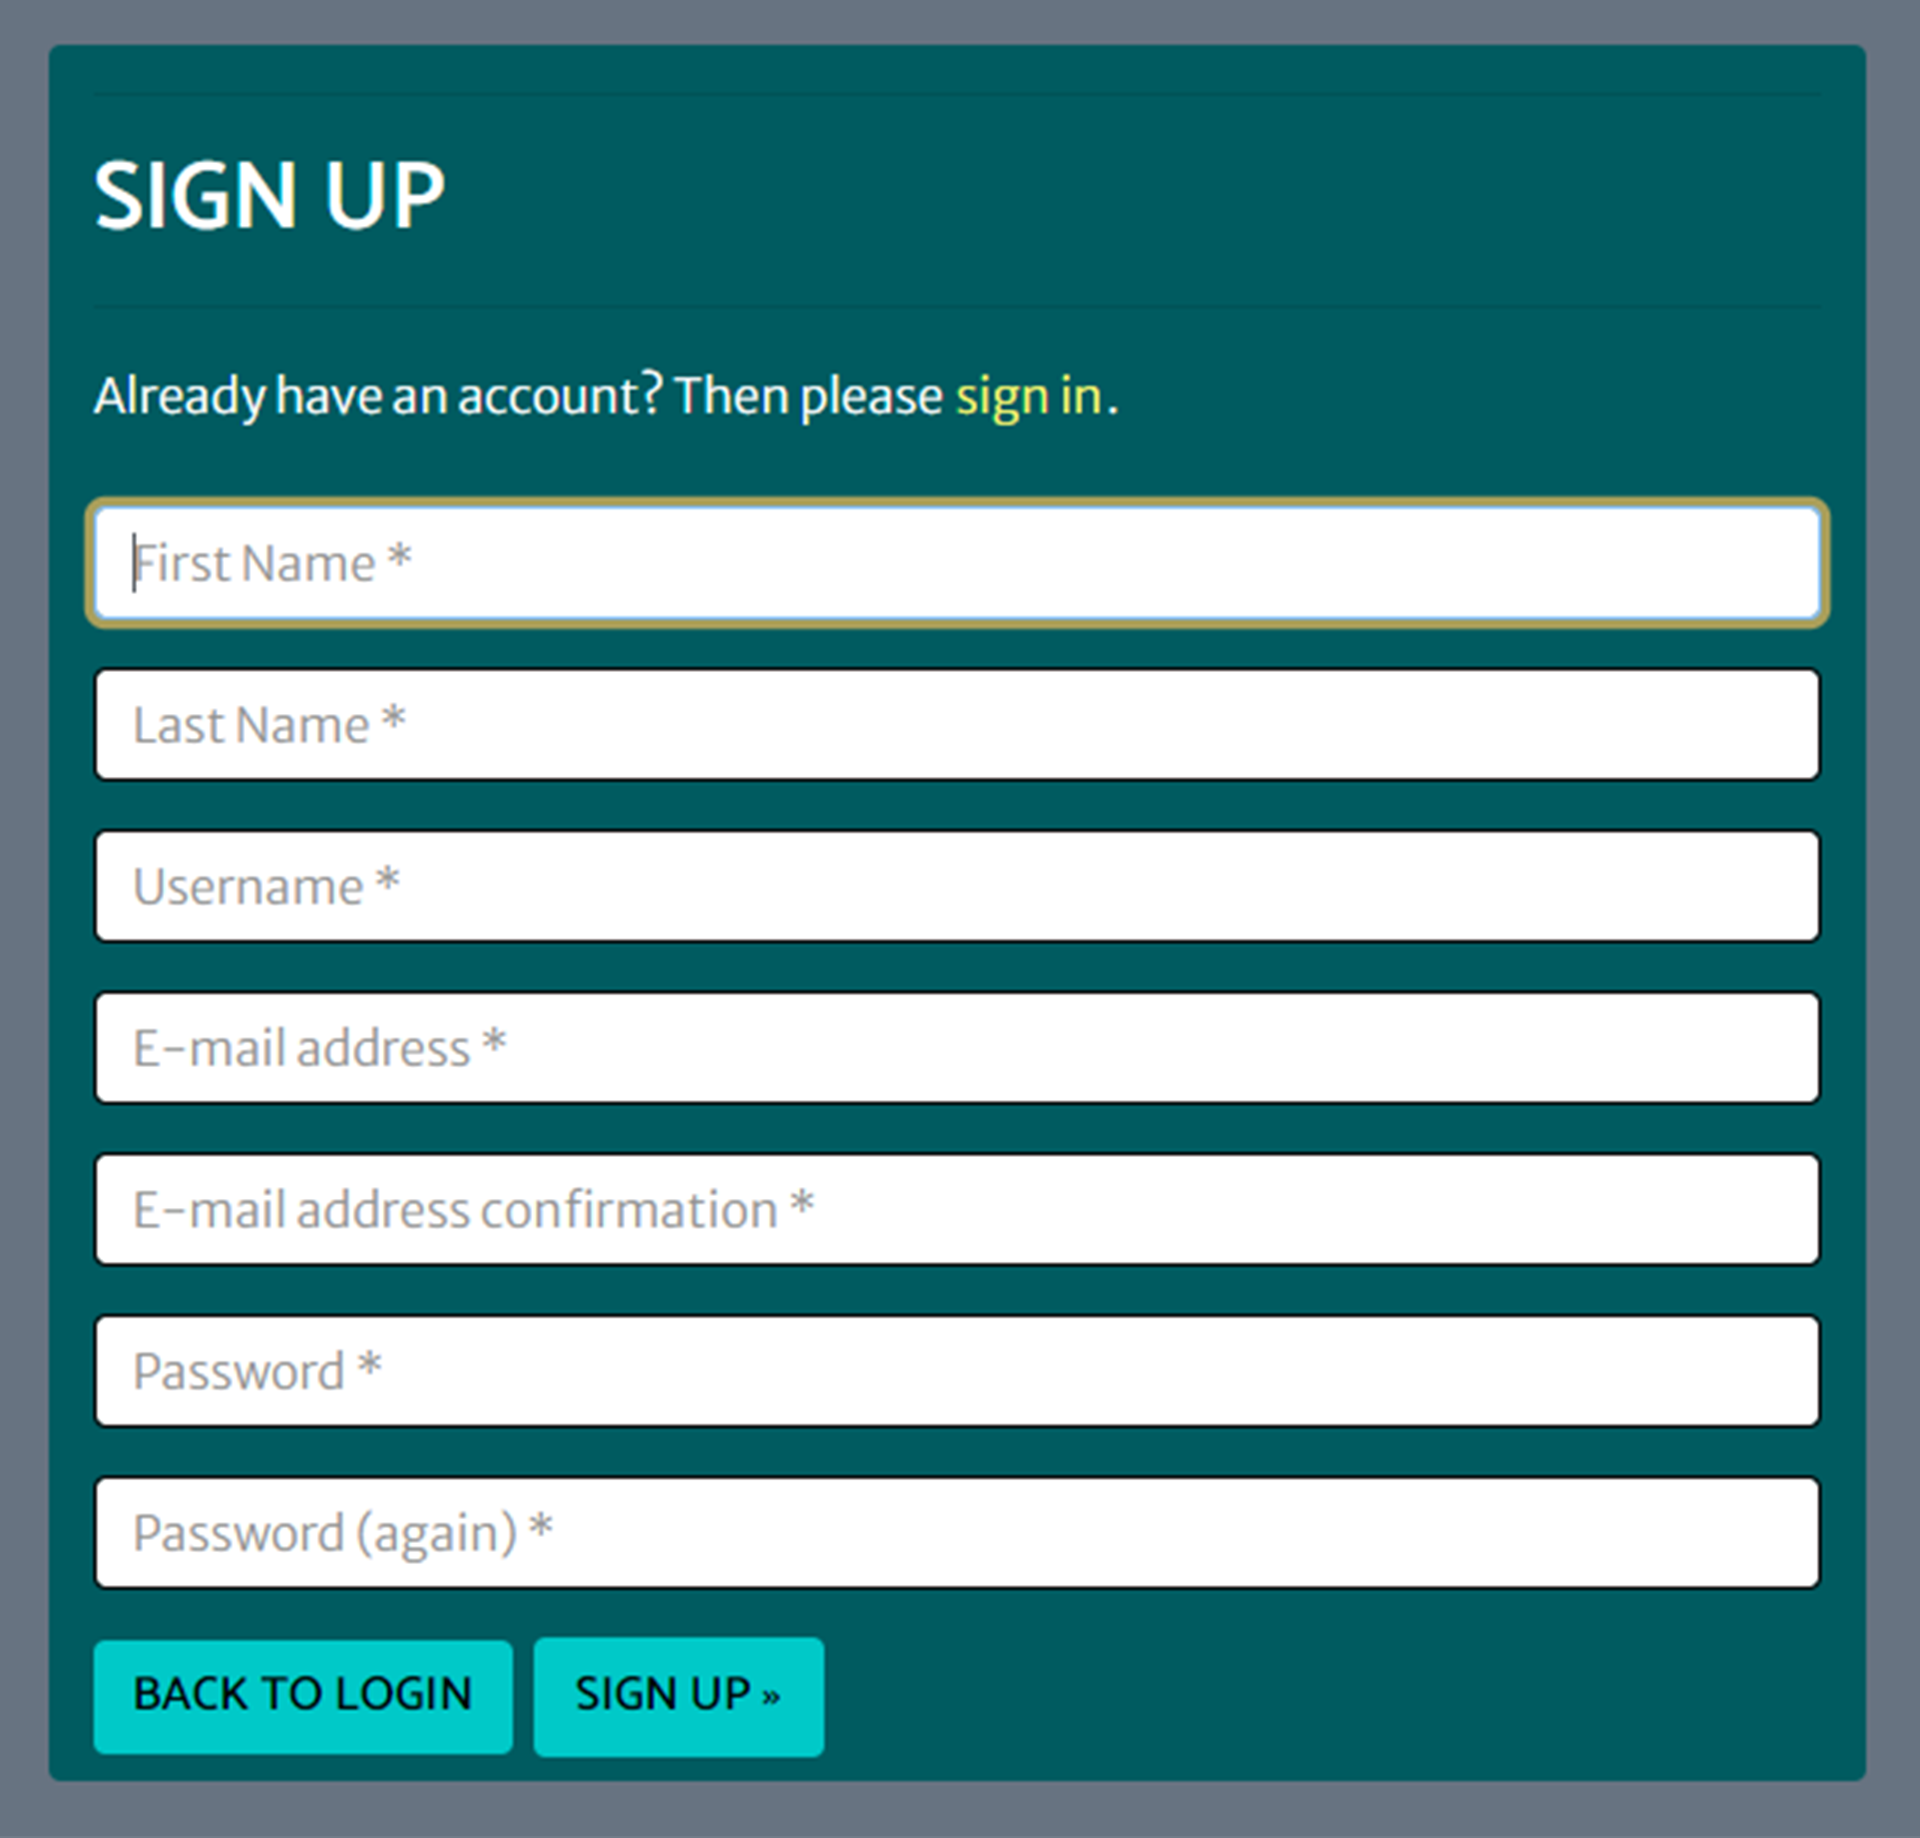 SIGN UP
Already have an account? Then please sign in.
First Name *
Last Name *
Username *
E-mail address *
E-mail address confirmation *
Password *
Password (again) *
BACK TO LOGIN SIGN UP »